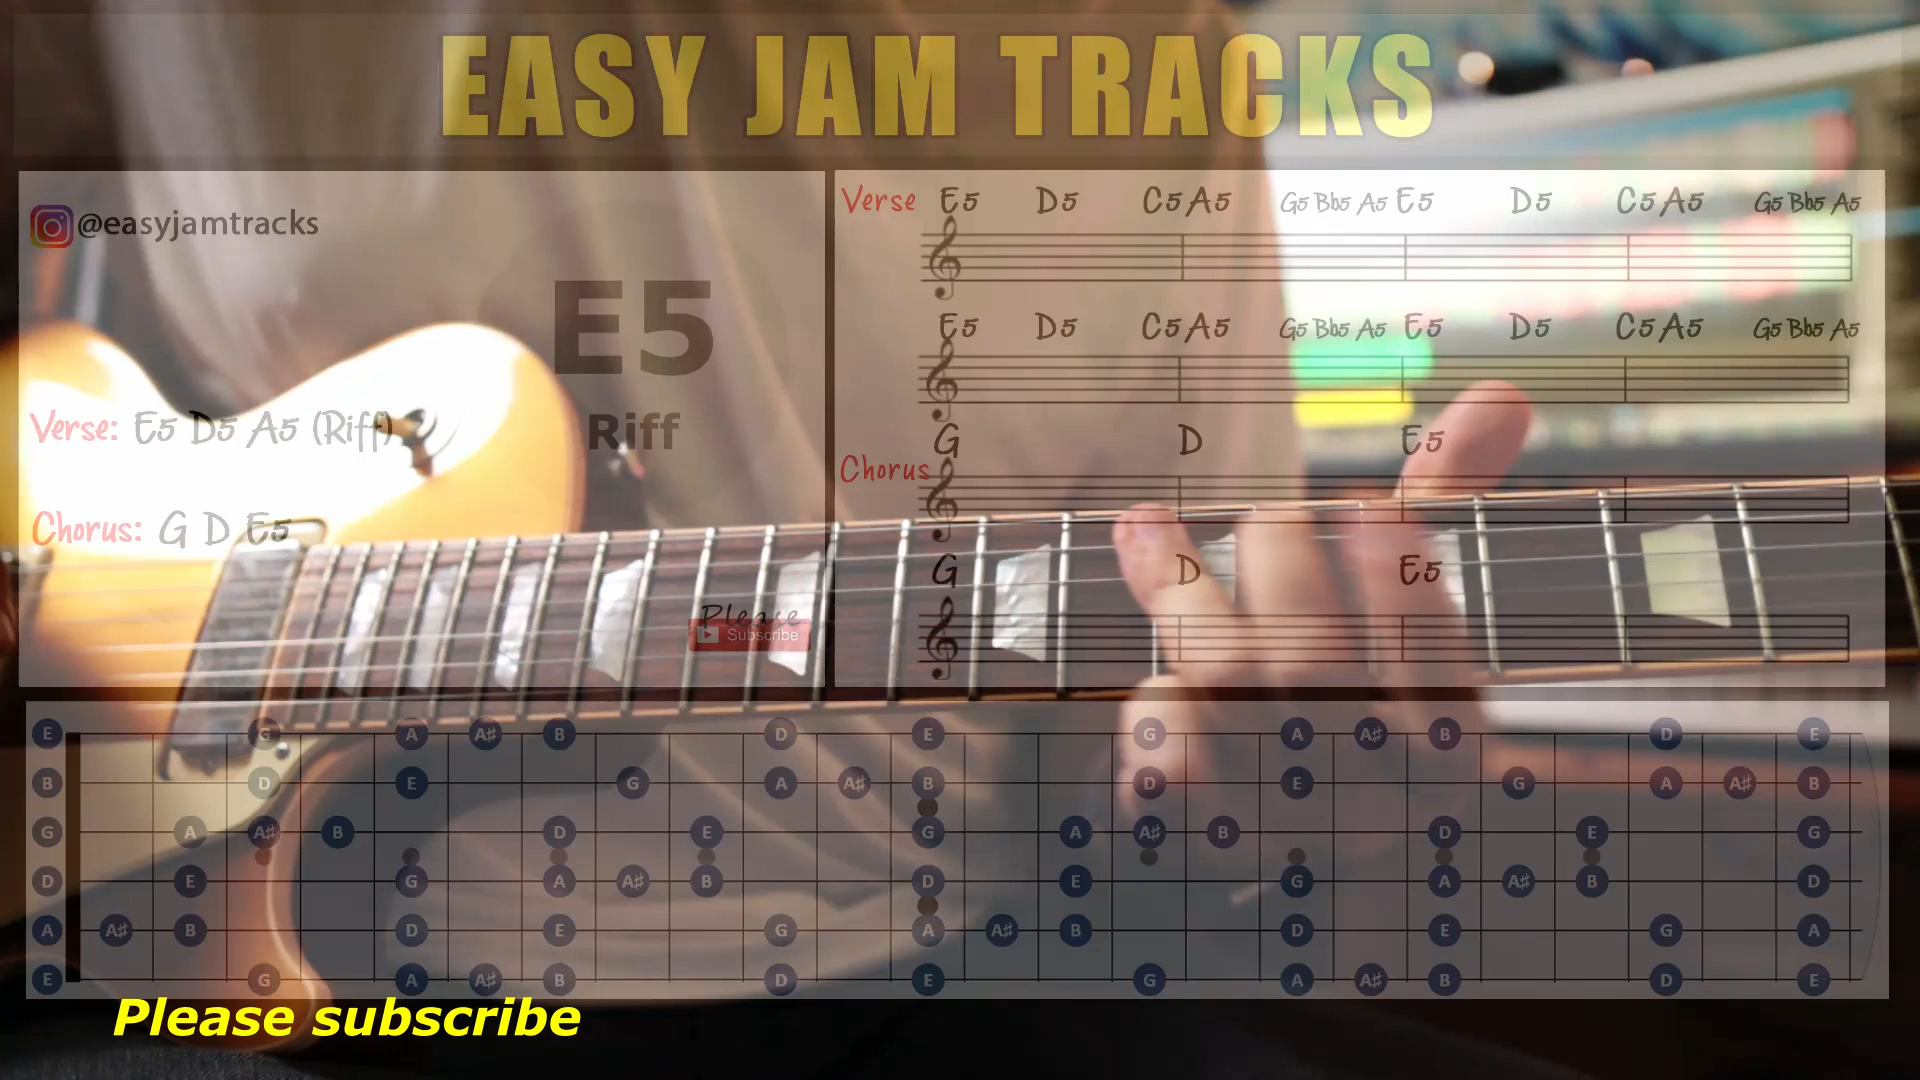 EASY JAM TRACKS
@easyjamtracks
E5
Riff
Verse: E5 D5 A5 (Riff)
Chorus: G D E5
Please
Subscribe
Verse E5 D5 C5 A5 G5 Bb5 A5 E5 D5 C5 A5 G5 Bb5 A5
E5 D5 C5 A5 G5 Bb5 A5 E5 D5 C5 A5 G5 Bb5 A5
G D E5
Chorus
G D E5
E G A A♯ B D E G A A♯ B D E
B D E G A A♯ B D E G A A♯ B
G A A♯ B D E G A A♯ B D E G
D E G A A♯ B D E G A A♯ B D
A A♯ B D E G A A♯ B D E G A
E G A A♯ B D E G A A♯ B D E
Please subscribe